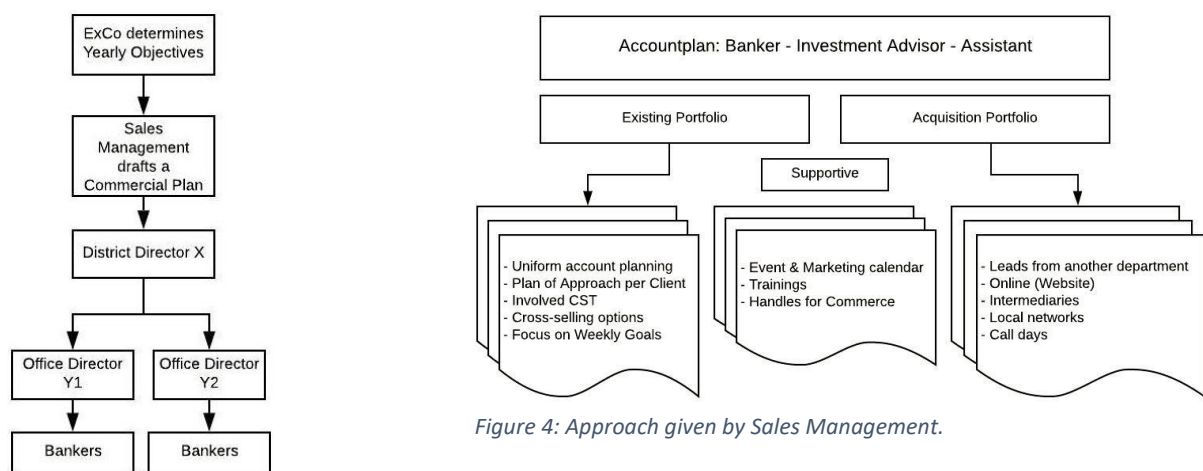 ExCo determines
Yearly Objectives
Sales
Management
drafts a
Commercial Plan
District Director X
Office Director
Y1
Office Director
Y2
Bankers
Bankers
Accountplan: Banker - Investment Advisor - Assistant
Existing Portfolio
Acquisition Portfolio
Supportive
- Uniform account planning
- Plan of Approach per Client
- Involved CST
- Cross-selling options
- Focus on Weekly Goals
- Event & Marketing calendar
- Trainings
- Handles for Commerce
- Leads from another department
- Online (Website)
- Intermediaries
- Local networks
- Call days
Figure 4: Approach given by Sales Management.